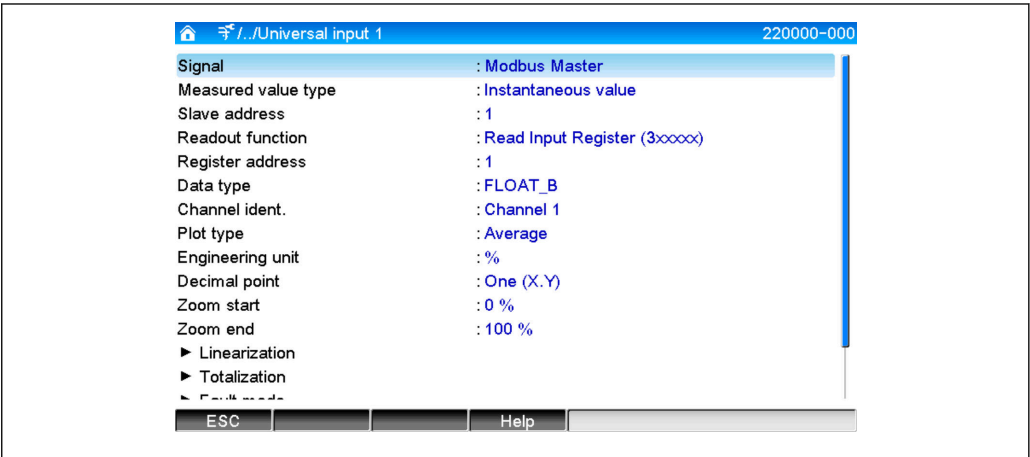 /../Universal input 1 220000-000
Signal : Modbus Master
Measured value type : Instantaneous value
Slave address : 1
Readout function : Read Input Register (3xxxxx)
Register address : 1
Data type : FLOAT_B
Channel ident. : Channel 1
Plot type : Average
Engineering unit : %
Decimal point : One (X.Y)
Zoom start : 0 %
Zoom end : 100 %
► Linearization
► Totalization
► Fault mode
ESC Help